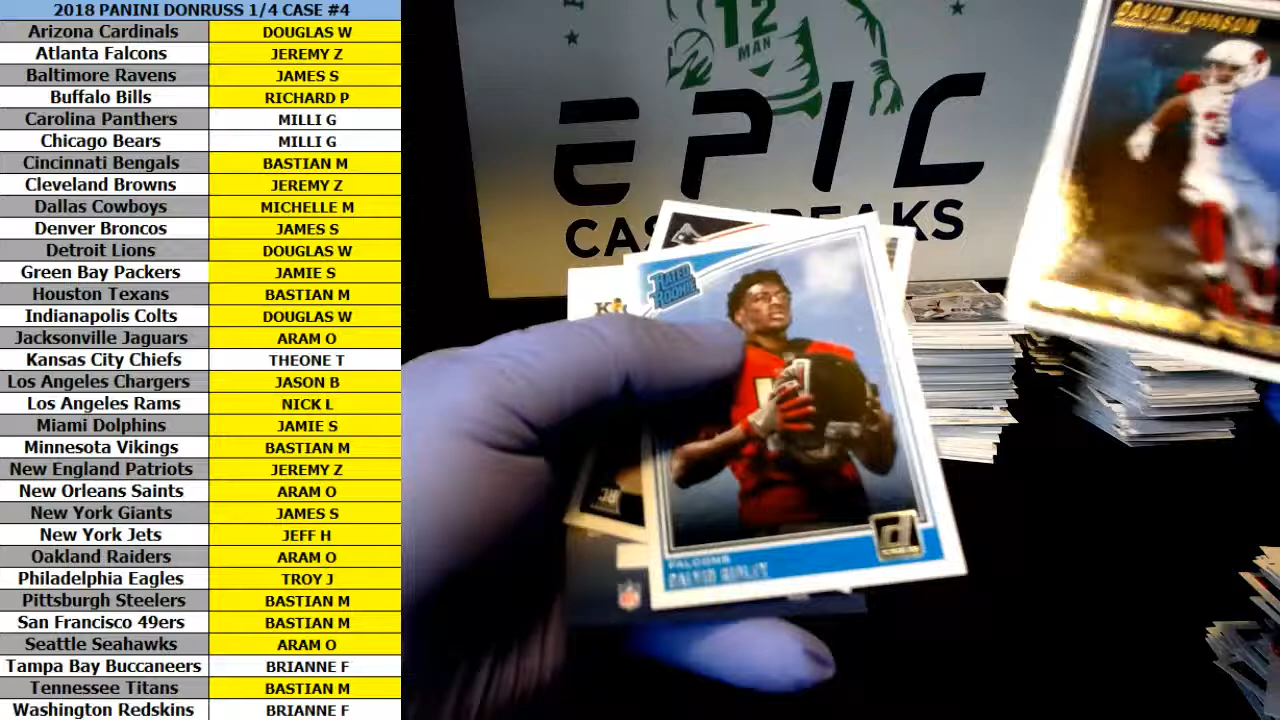 2018 PANINI DONRUSS 1/4 CASE #4
Arizona Cardinals DOUGLAS W
Atlanta Falcons JEREMY Z
Baltimore Ravens JAMES S
Buffalo Bills RICHARD P
Carolina Panthers MILLI G
Chicago Bears MILLI G
Cincinnati Bengals BASTIAN M
Cleveland Browns JEREMY Z
Dallas Cowboys MICHELLE M
Denver Broncos JAMES S
Detroit Lions DOUGLAS W
Green Bay Packers JAMIE S
Houston Texans BASTIAN M
Indianapolis Colts DOUGLAS W
Jacksonville Jaguars ARAM O
Kansas City Chiefs THEONE T
Los Angeles Chargers JASON B
Los Angeles Rams NICK L
Miami Dolphins JAMIE S
Minnesota Vikings BASTIAN M
New England Patriots JEREMY Z
New Orleans Saints ARAM O
New York Giants JAMES S
New York Jets JEFF H
Oakland Raiders ARAM O
Philadelphia Eagles TROY J
Pittsburgh Steelers BASTIAN M
San Francisco 49ers BASTIAN M
Seattle Seahawks ARAM O
Tampa Bay Buccaneers BRIANNE F
Tennessee Titans BASTIAN M
Washington Redskins BRIANNE F
12
MAN
EPIC
DAVID JOHNSON
RATED
ROOKIE
FALCONS